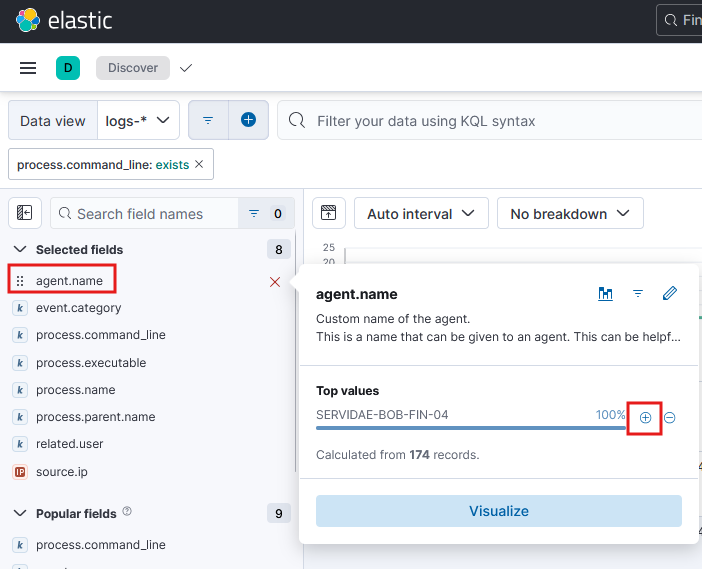 elastic
Fin
D
Discover
Data view
logs-*
Filter your data using KQL syntax
process.command_line: exists
Search field names
0
Auto interval
No breakdown
25
20
Selected fields
8
agent.name
k event.category
k process.command_line
k process.executable
k process.name
k process.parent.name
k related.user
IP source.ip
Popular fields
9
k process.command_line
agent.name
Custom name of the agent.
This is a name that can be given to an agent. This can be helpf...
Top values
SERVIDAE-BOB-FIN-04
100%
Calculated from 174 records.
Visualize